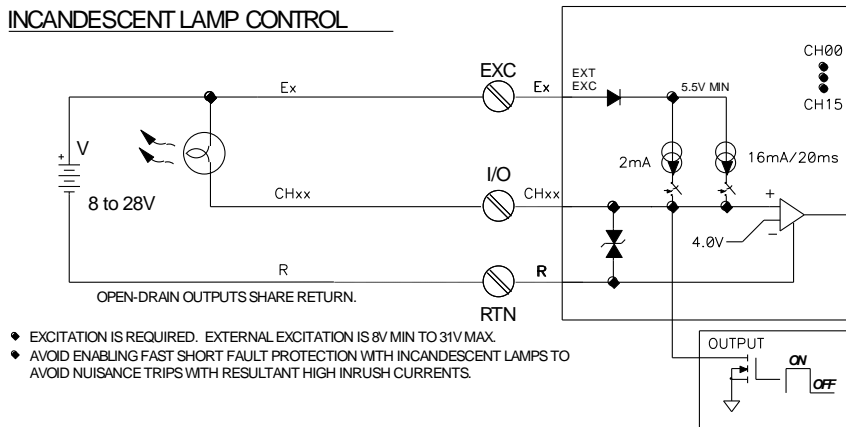 INCANDESCENT LAMP CONTROL
CH00
CH15
EXC
Ex
Ex
EXT
EXC
5.5V MIN
+
V
8 to 28V
2mA
16mA/20ms
I/O
CHxx
CHxx
+
4.0V
−
R
R
OPEN-DRAIN OUTPUTS SHARE RETURN.
RTN
EXCITATION IS REQUIRED. EXTERNAL EXCITATION IS 8V MIN TO 31V MAX.
AVOID ENABLING FAST SHORT FAULT PROTECTION WITH INCANDESCENT LAMPS TO
AVOID NUISANCE TRIPS WITH RESULTANT HIGH INRUSH CURRENTS.
OUTPUT
ON
OFF